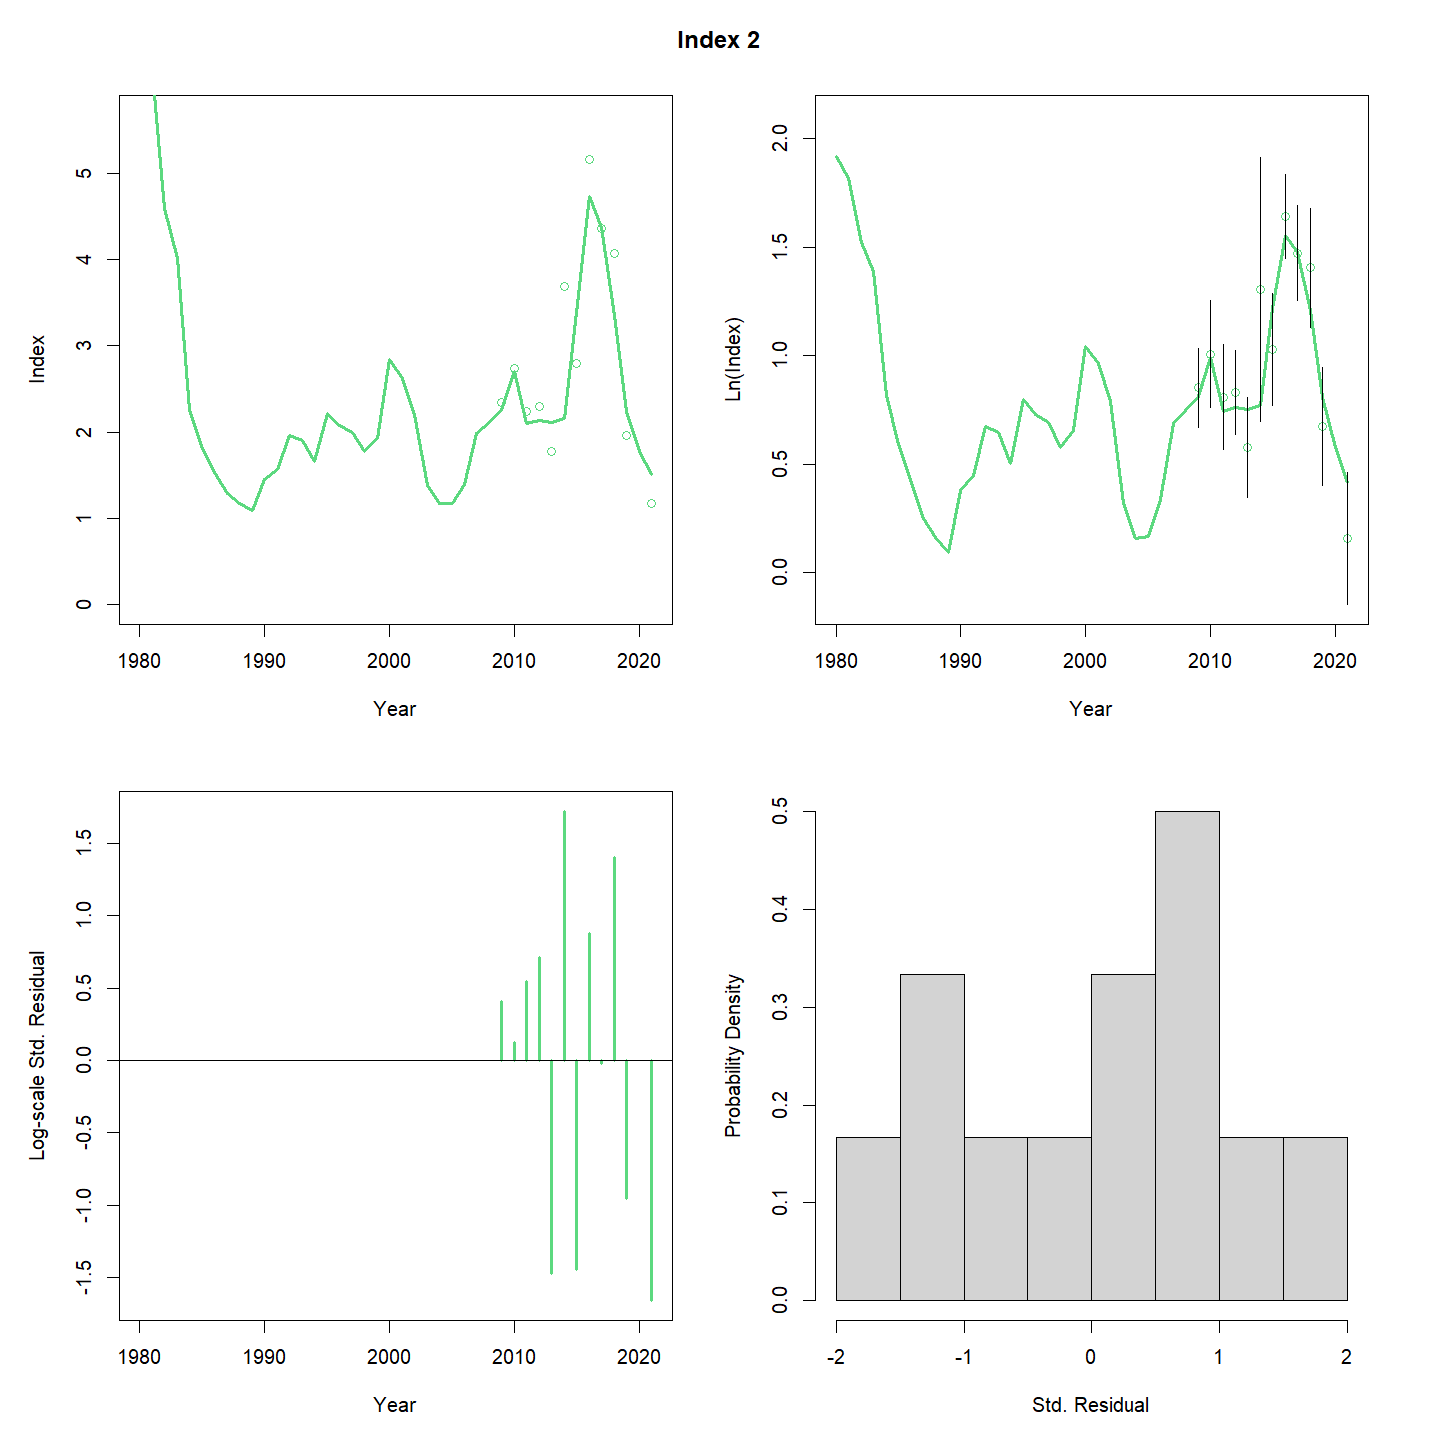 Index 2
Index
5
4
3
2
1
0
1980 1990 2000 2010 2020
Year
Ln(Index)
2.0
1.5
1.0
0.5
0.0
1980 1990 2000 2010 2020
Year
Log-scale Std. Residual
1.5
1.0
0.5
0.0
-0.5
-1.0
-1.5
1980 1990 2000 2010 2020
Year
Probability Density
0.5
0.4
0.3
0.2
0.1
0.0
-2 -1 0 1 2
Std. Residual